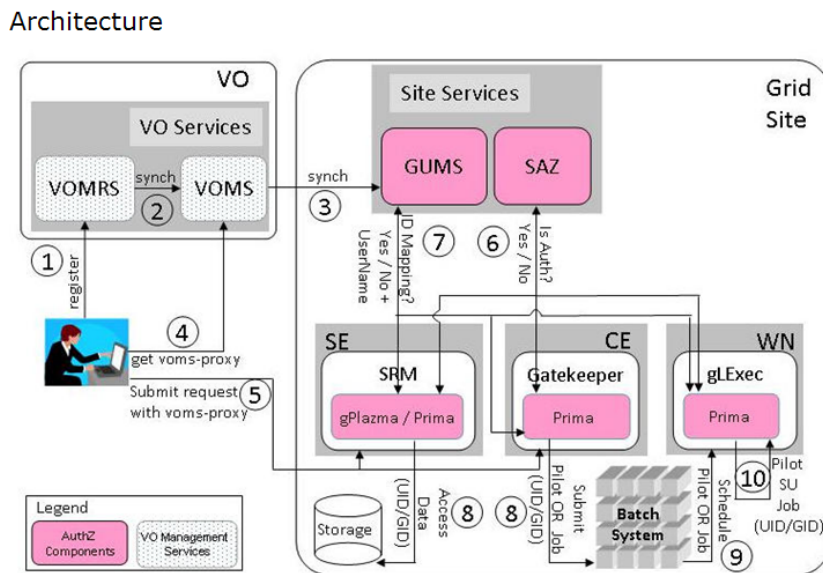 Architecture
VO
VO Services
VOMRS
synch
2
VOMS
synch
3
Grid
Site
Site Services
GUMS
SAZ
1
register
4
get voms-proxy
Submit request
with voms-proxy
5
ID Mapping?
Yes / No +
UserName
7
6
Is Auth?
Yes / No
SE
SRM
gPlazma / Prima
CE
Gatekeeper
Prima
WN
gLExec
Prima
Storage
Access
Data
(UID/GID)
8
8
Submit
Pilot OR Job
(UID/GID)
Batch
System
Schedule
Pilot OR Job
9
10
Pilot
SU
Job
(UID/GID)
Legend
AuthZ
Components
VO Management
Services